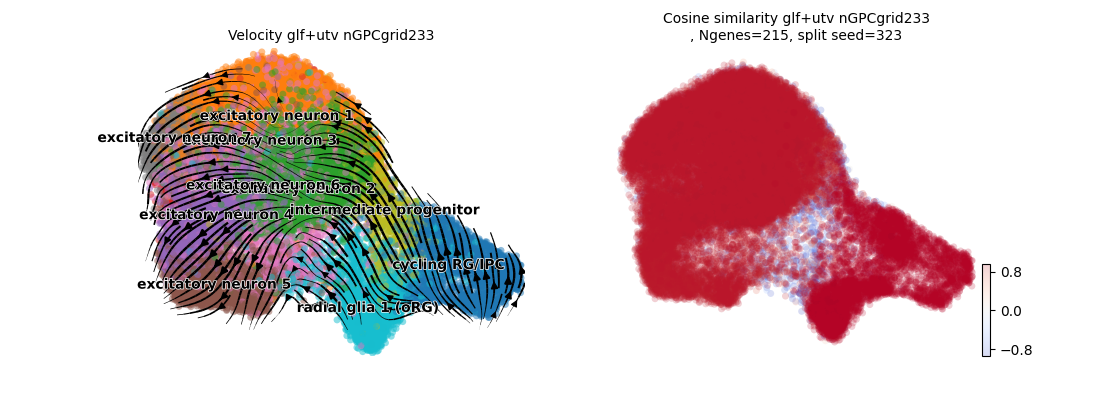 Velocity glf+utv nGPCgrid233
Cosine similarity glf+utv nGPCgrid233
, Ngenes=215, split seed=323
excitatory neuron 1
excitatory neuron 7
excitatory neuron 3
excitatory neuron 6
excitatory neuron 2
intermediate progenitor
excitatory neuron 4
cycling RG/IPC
excitatory neuron 5
radial glia 1 (oRG)
0.8
0.0
−0.8